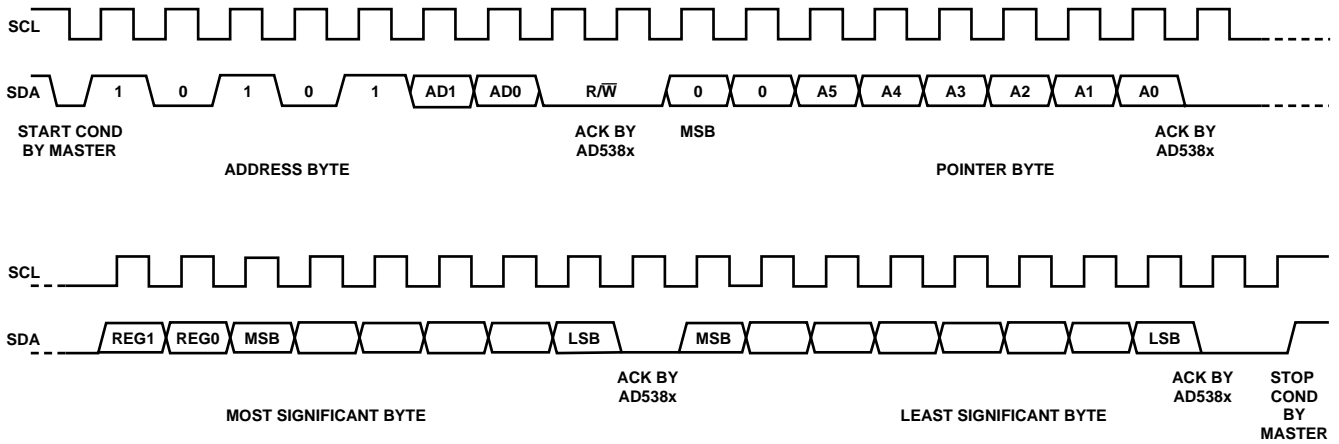 SCL
SDA 1 0 1 0 1 AD1 AD0 R/W̅ 0 0 A5 A4 A3 A2 A1 A0
START COND BY MASTER
ACK BY AD538x
MSB
ACK BY AD538x
ADDRESS BYTE
POINTER BYTE
SCL
SDA REG1 REG0 MSB LSB MSB LSB
ACK BY AD538x
ACK BY AD538x
STOP COND BY MASTER
MOST SIGNIFICANT BYTE
LEAST SIGNIFICANT BYTE